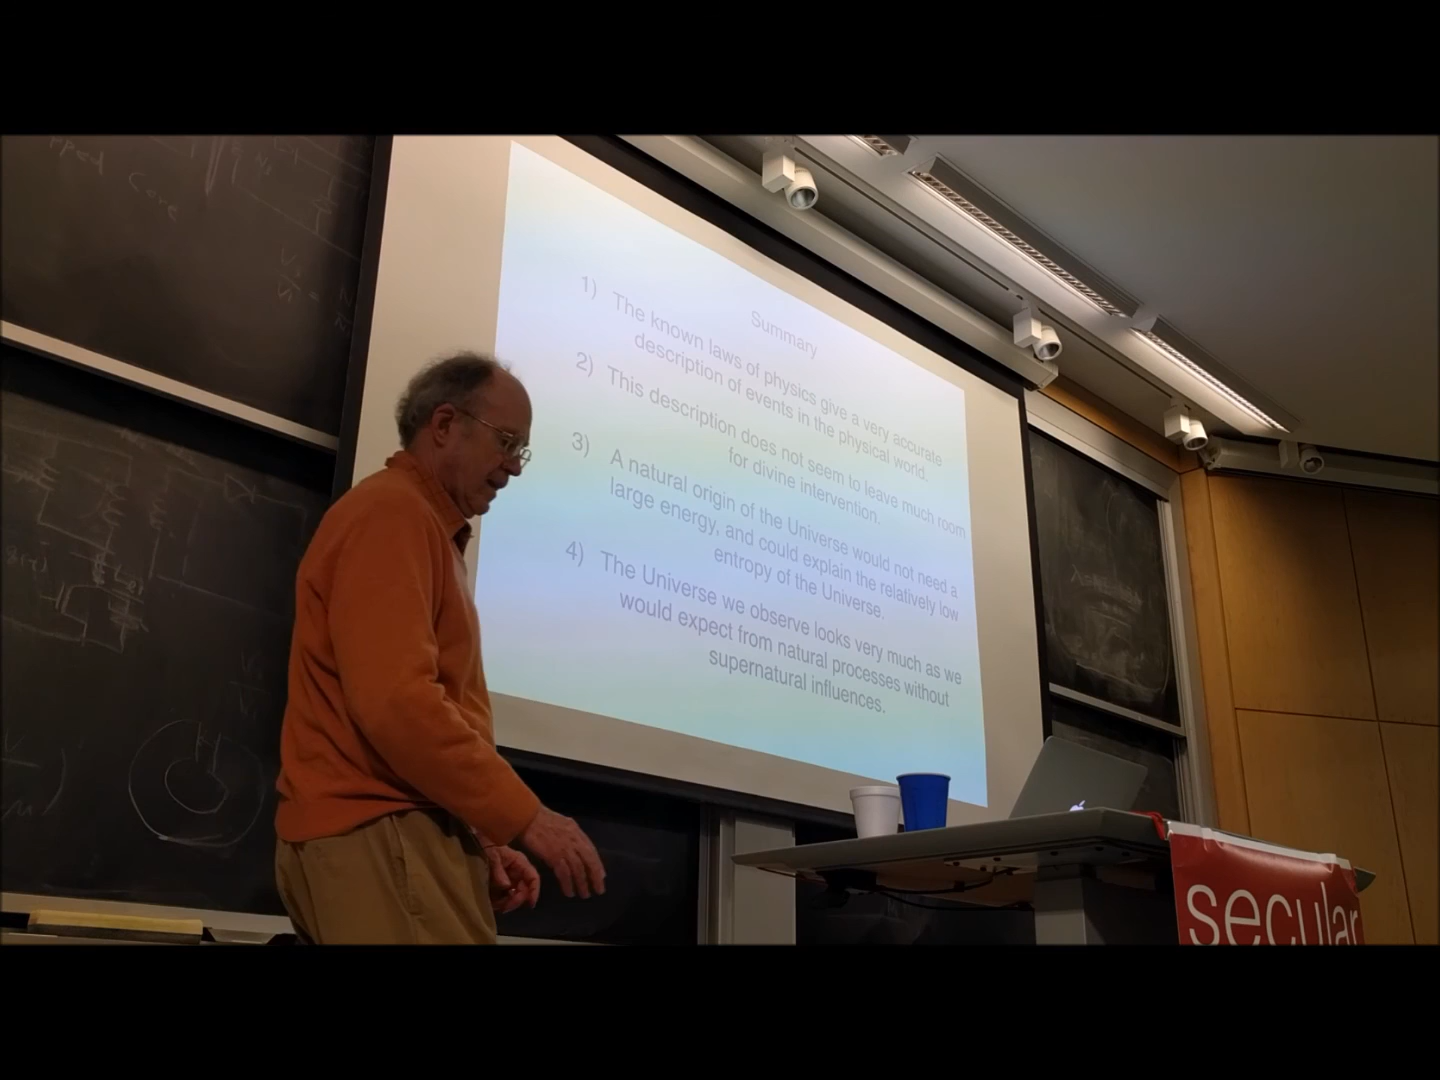 Summary
1) The known laws of physics give a very accurate
description of events in the physical world.
2) This description does not seem to leave much room
for divine intervention.
3) A natural origin of the Universe would not need a
large energy, and could explain the relatively low
entropy of the Universe.
4) The Universe we observe looks very much as we
would expect from natural processes without
supernatural influences.
secular
Core